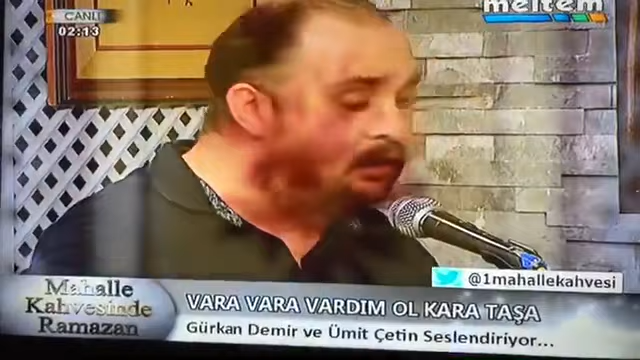 CANLI
02:13
meltem
@1mahallekahvesi
Mahalle
Kahvesinde
Ramazan
VARA VARA VARDIM OL KARA TAŞA
Gürkan Demir ve Ümit Çetin Seslendiriyor...